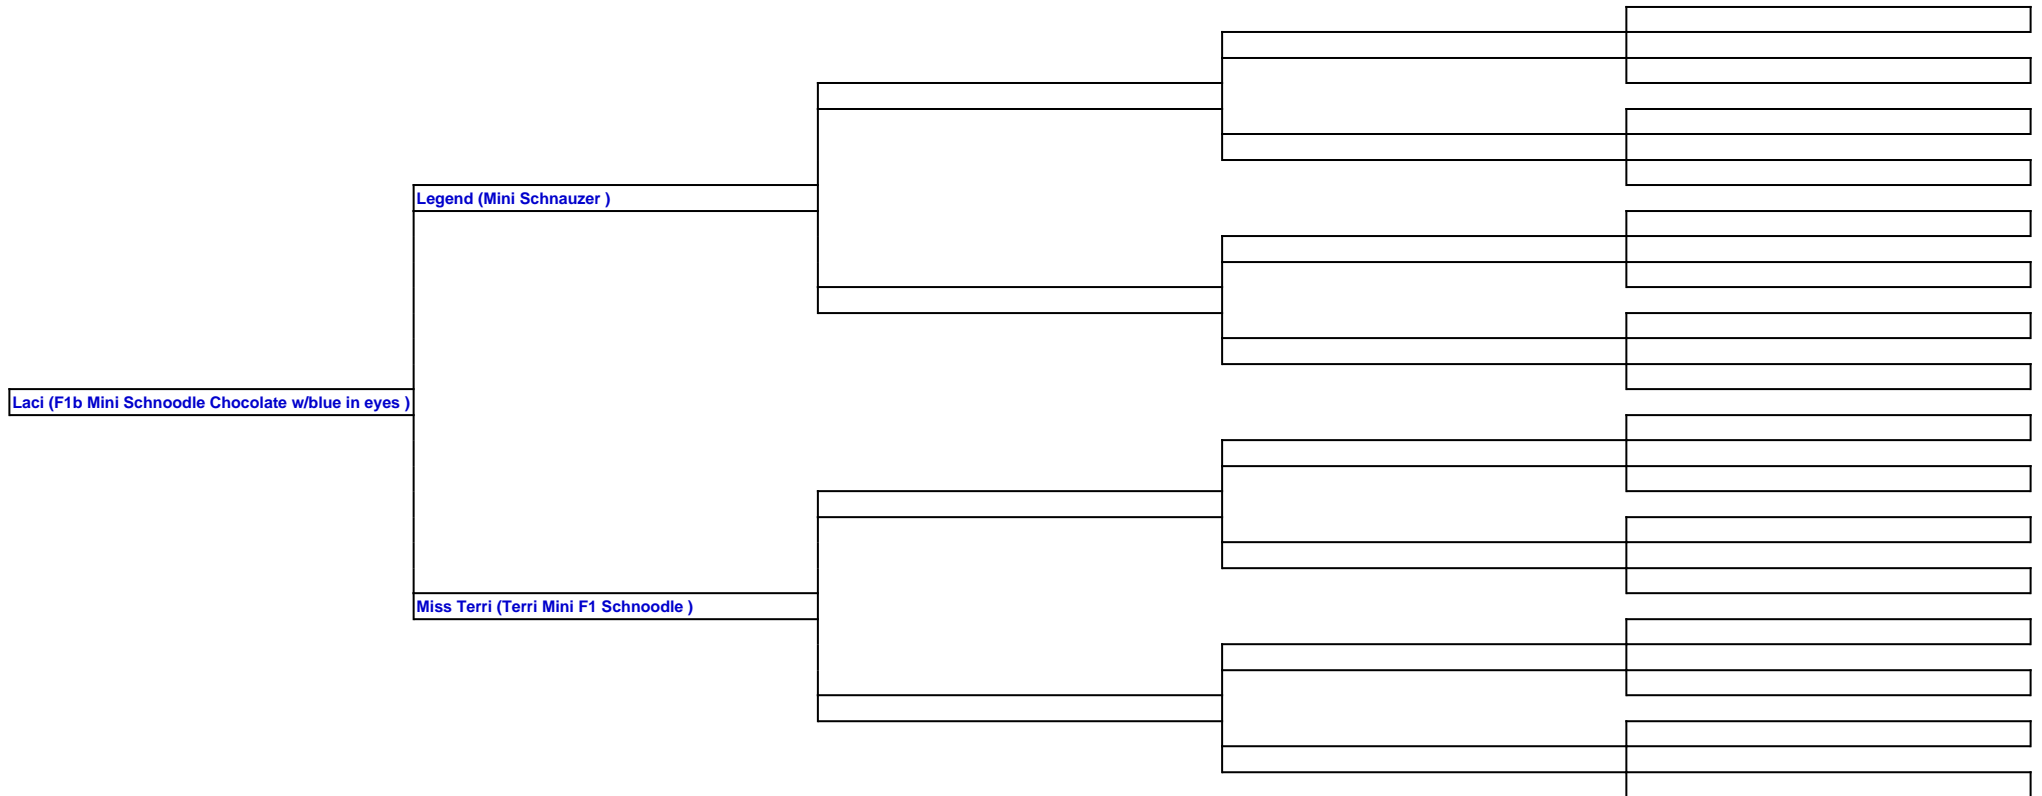 Legend (Mini Schnauzer )
Laci (F1b Mini Schnoodle Chocolate w/blue in eyes )
Miss Terri (Terri Mini F1 Schnoodle )